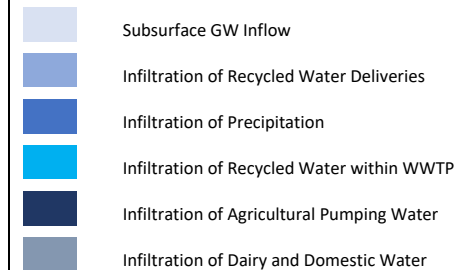 Subsurface GW Inflow
Infiltration of Recycled Water Deliveries
Infiltration of Precipitation
Infiltration of Recycled Water within WWTP
Infiltration of Agricultural Pumping Water
Infiltration of Dairy and Domestic Water